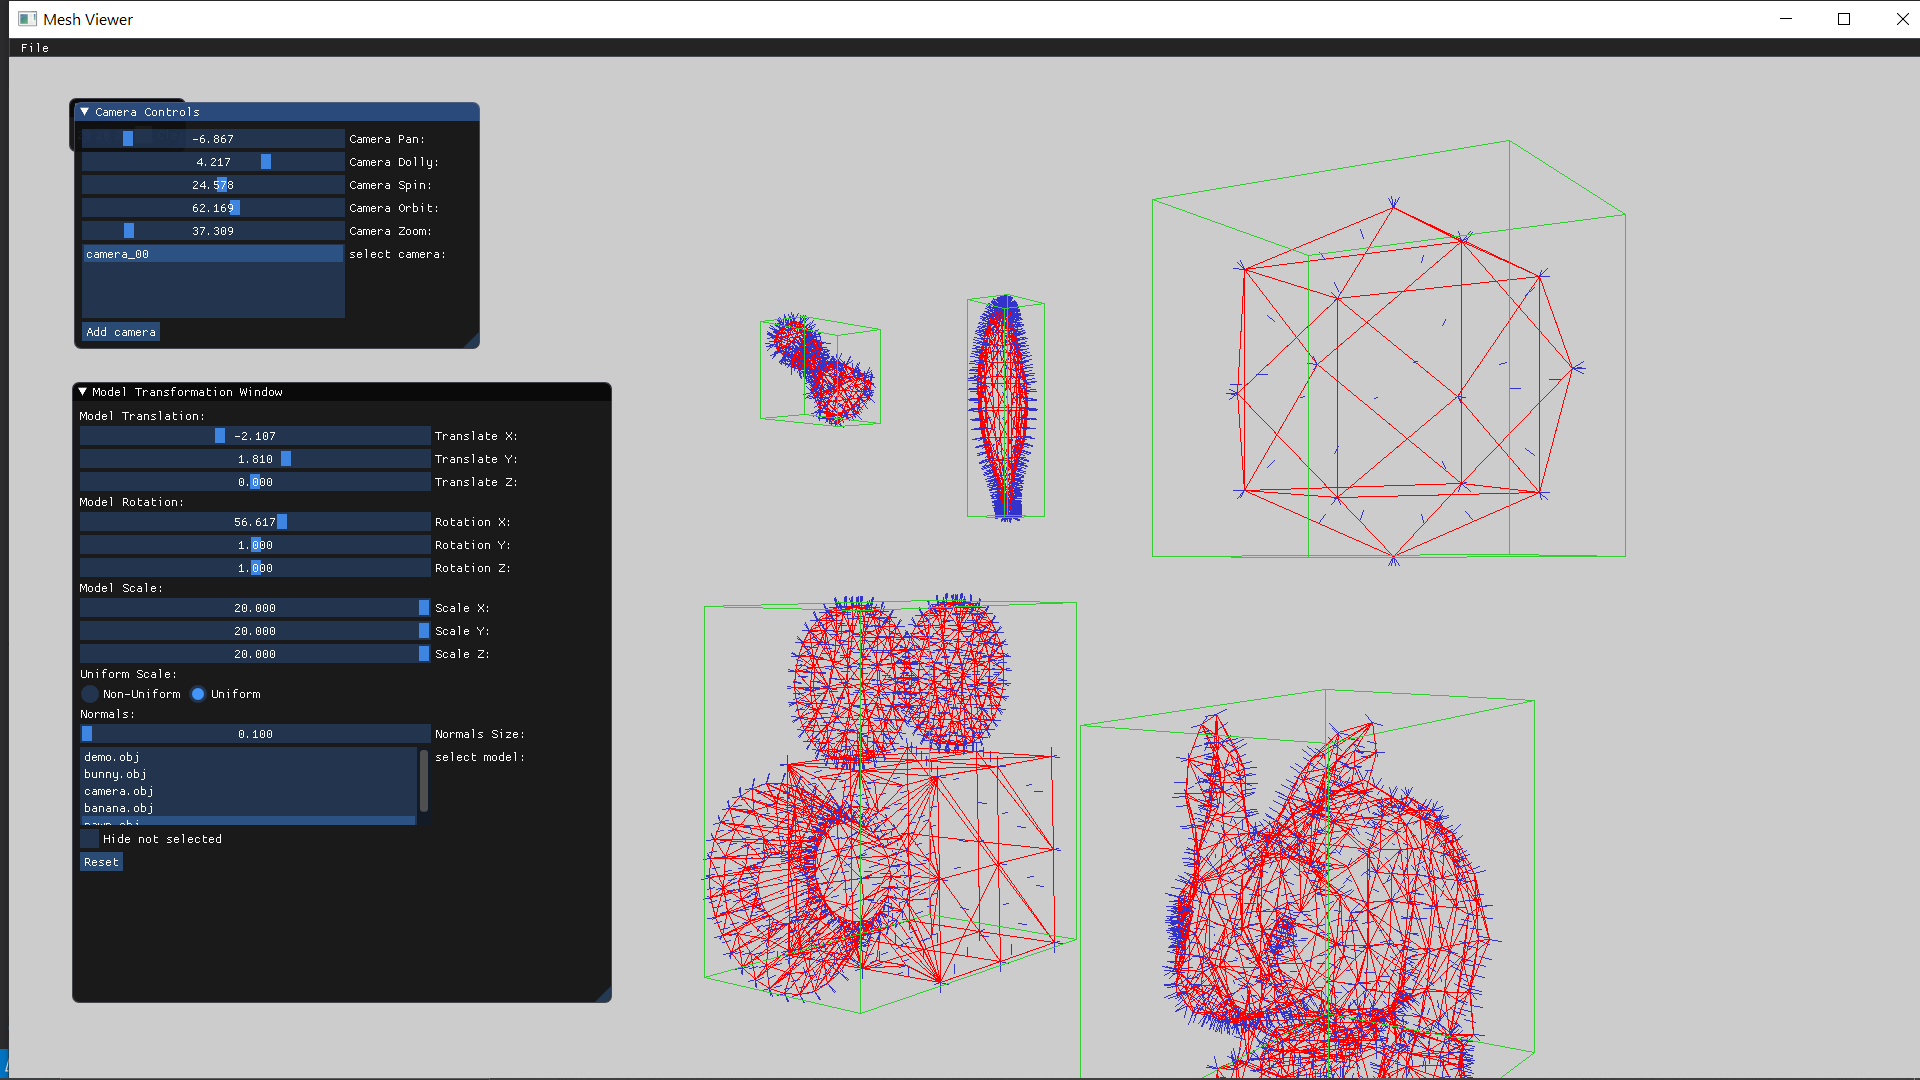 Mesh Viewer
File
Camera Controls
-6.867 Camera Pan:
4.217 Camera Dolly:
24.578 Camera Spin:
62.169 Camera Orbit:
37.309 Camera Zoom:
camera_00 select camera:
Add camera
Model Transformation Window
Model Translation:
-2.107 Translate X:
1.810 Translate Y:
0.000 Translate Z:
Model Rotation:
56.617 Rotation X:
1.000 Rotation Y:
1.000 Rotation Z:
Model Scale:
20.000 Scale X:
20.000 Scale Y:
20.000 Scale Z:
Uniform Scale:
Non-Uniform Uniform
Normals:
0.100 Normals Size:
demo.obj select model:
bunny.obj
camera.obj
banana.obj
pawn.obj
Hide not selected
Reset